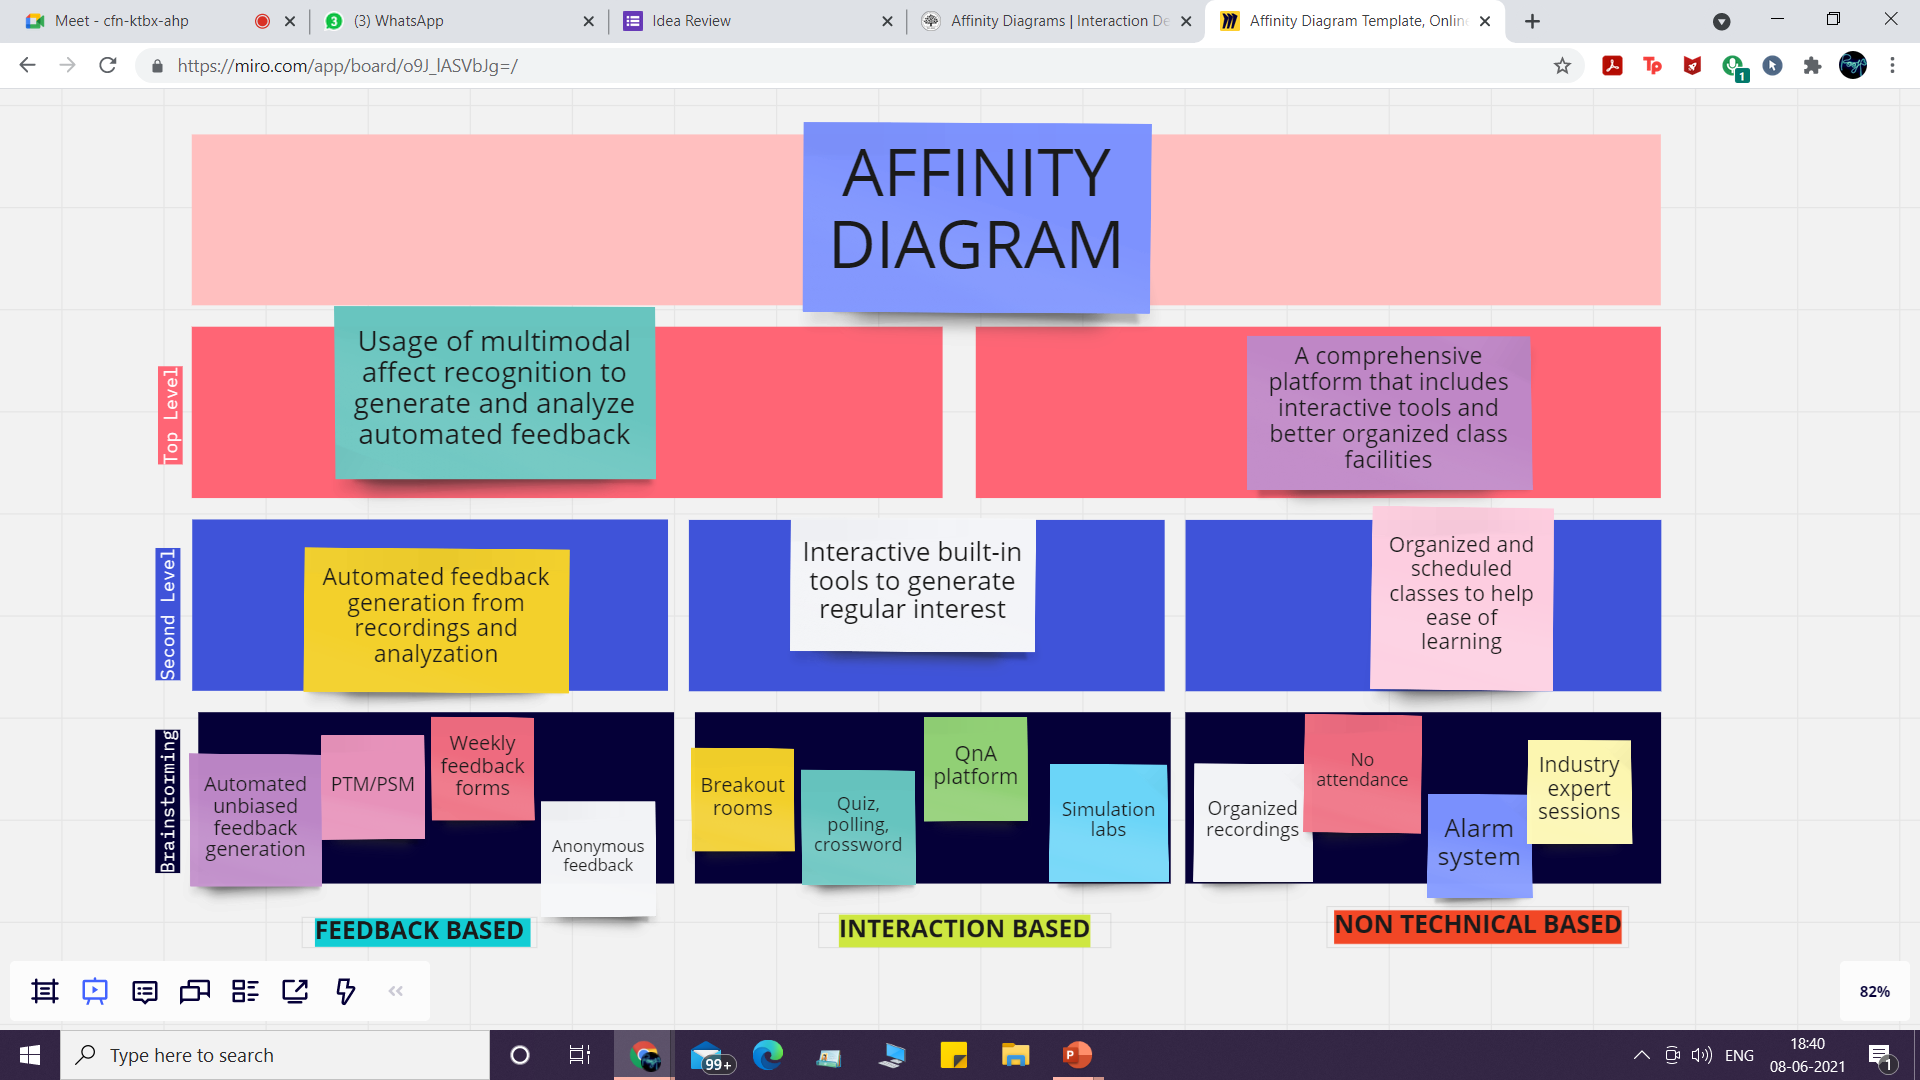 Meet - cfn-ktbx-ahp
3
(3) WhatsApp
Idea Review
Affinity Diagrams | Interaction De
Affinity Diagram Template, Onlin
https://miro.com/app/board/o9J_lASVbJg=/
Tp
1
AFFINITY
DIAGRAM
Top Level
Usage of multimodal
affect recognition to
generate and analyze
automated feedback
A comprehensive
platform that includes
interactive tools and
better organized class
facilities
Second Level
Automated feedback
generation from
recordings and
analyzation
Interactive built-in
tools to generate
regular interest
Organized and
scheduled
classes to help
ease of
learning
Brainstorming
Automated
unbiased
feedback
generation
PTM/PSM
Weekly
feedback
forms
Anonymous
feedback
Breakout
rooms
Quiz,
polling,
crossword
QnA
platform
Simulation
labs
Organized
recordings
No
attendance
Alarm
system
Industry
expert
sessions
FEEDBACK BASED
INTERACTION BASED
NON TECHNICAL BASED
82%
Type here to search
99+
P
ENG
18:40
08-06-2021
1